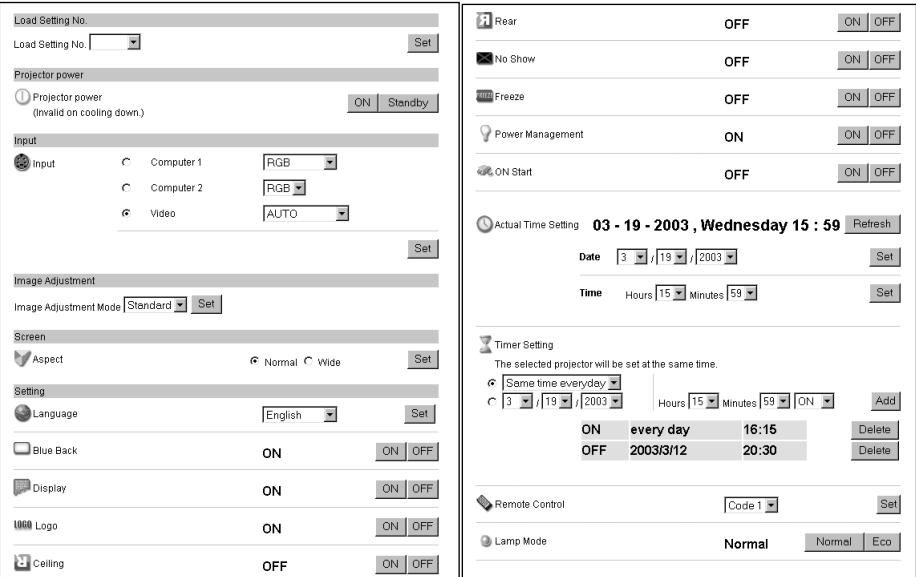 Load Setting No.
Load Setting No. Set
Projector power
Projector power ON Standby
(Invalid on cooling down.)
Input
Input Computer 1 RGB
Computer 2 RGB
Video AUTO
Set
Image Adjustment
Image Adjustment Mode Standard Set
Screen
Aspect Normal Wide Set
Setting
Language English Set
Blue Back ON ON OFF
Display ON ON OFF
LOGO Logo ON ON OFF
Ceiling OFF ON OFF
Rear OFF ON OFF
No Show OFF ON OFF
FREEZE Freeze OFF ON OFF
Power Management ON ON OFF
ON Start OFF ON OFF
Actual Time Setting 03 - 19 - 2003 , Wednesday 15 : 59 Refresh
Date 3 / 19 / 2003 Set
Time Hours 15 Minutes 59 Set
Timer Setting
The selected projector will be set at the same time.
Same time everyday
3 / 19 / 2003 Hours 15 Minutes 59 ON Add
ON every day 16:15 Delete
OFF 2003/3/12 20:30 Delete
Remote Control Code 1 Set
Lamp Mode Normal Normal Eco